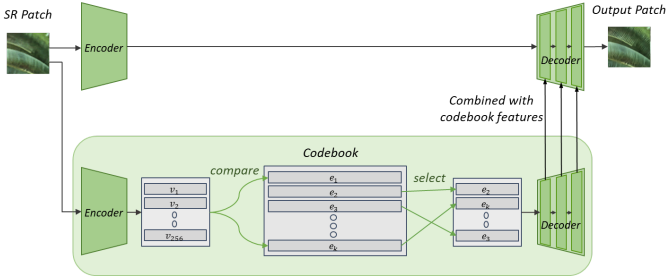 SR Patch
Encoder
Decoder
Output Patch
Combined with
codebook features
Codebook
Encoder
v1
v2
v256
compare
e1
e2
e3
ek
select
e2
ek
e3
Decoder